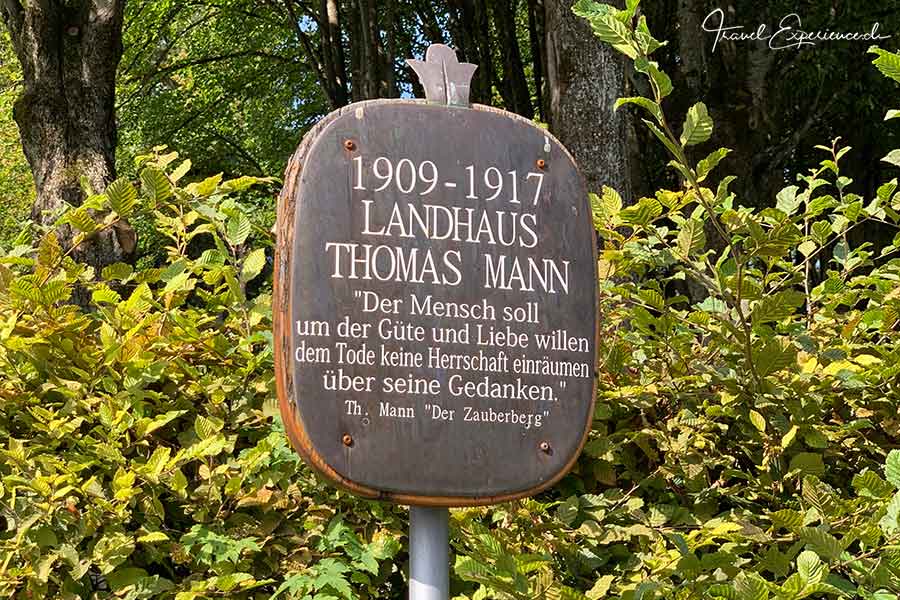 Travel Experience.ch
1909-1917
LANDHAUS
THOMAS MANN
"Der Mensch soll
um der Güte und Liebe willen
dem Tode keine Herrschaft einräumen
über seine Gedanken."
Th. Mann "Der Zauberberg"